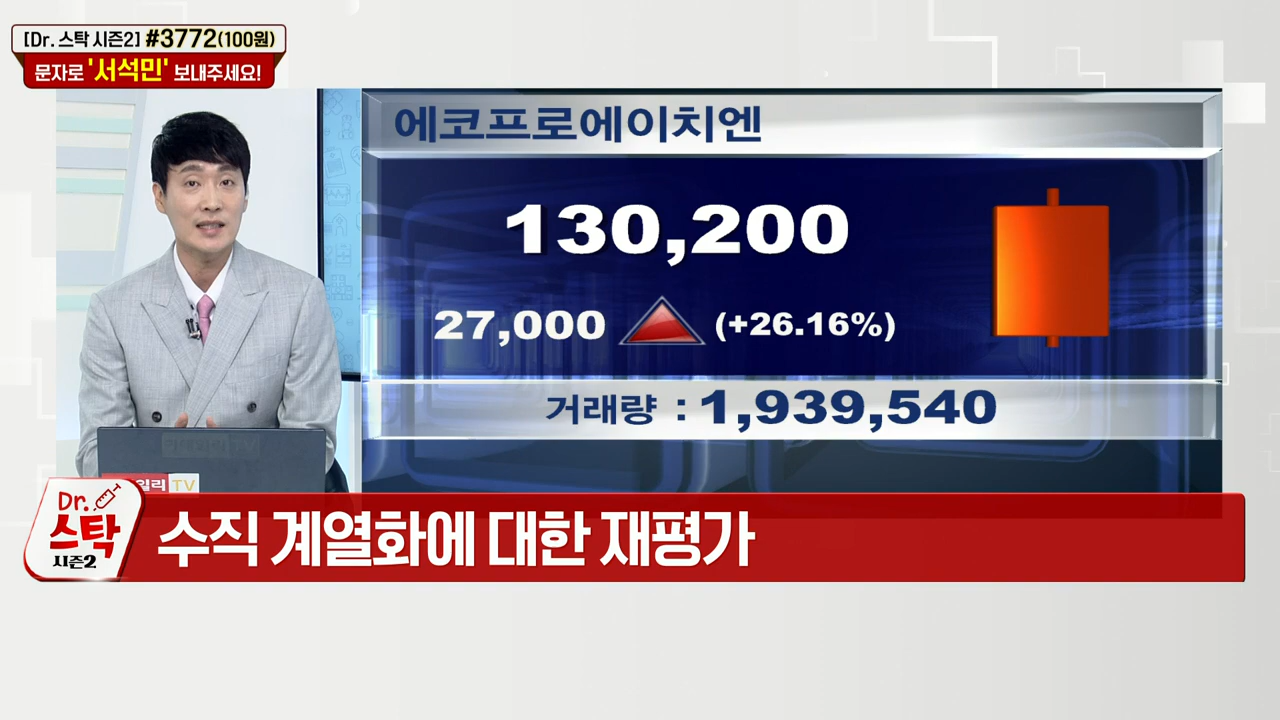 [Dr. 스탁 시즌2] #3772(100원)
문자로 '서석민' 보내주세요!
에코프로에이치엔
130,200
27,000 (+26.16%)
거래량 : 1,939,540
일리 TV
Dr.
스탁
시즌2
수직 계열화에 대한 재평가